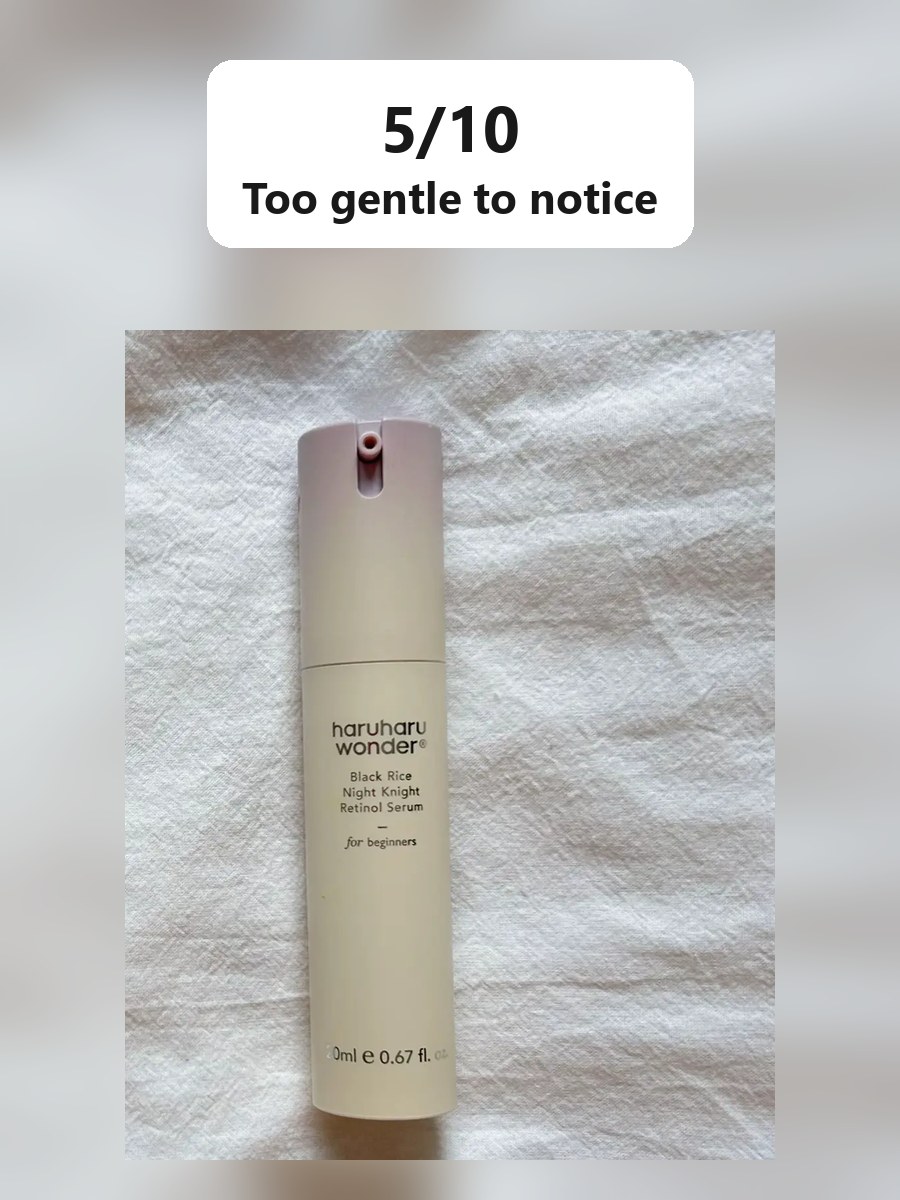 5/10
Too gentle to notice
haruharu
wonder®
Black Rice
Night Knight
Retinol Serum
–
for beginners
0ml e 0.67 fl. oz.